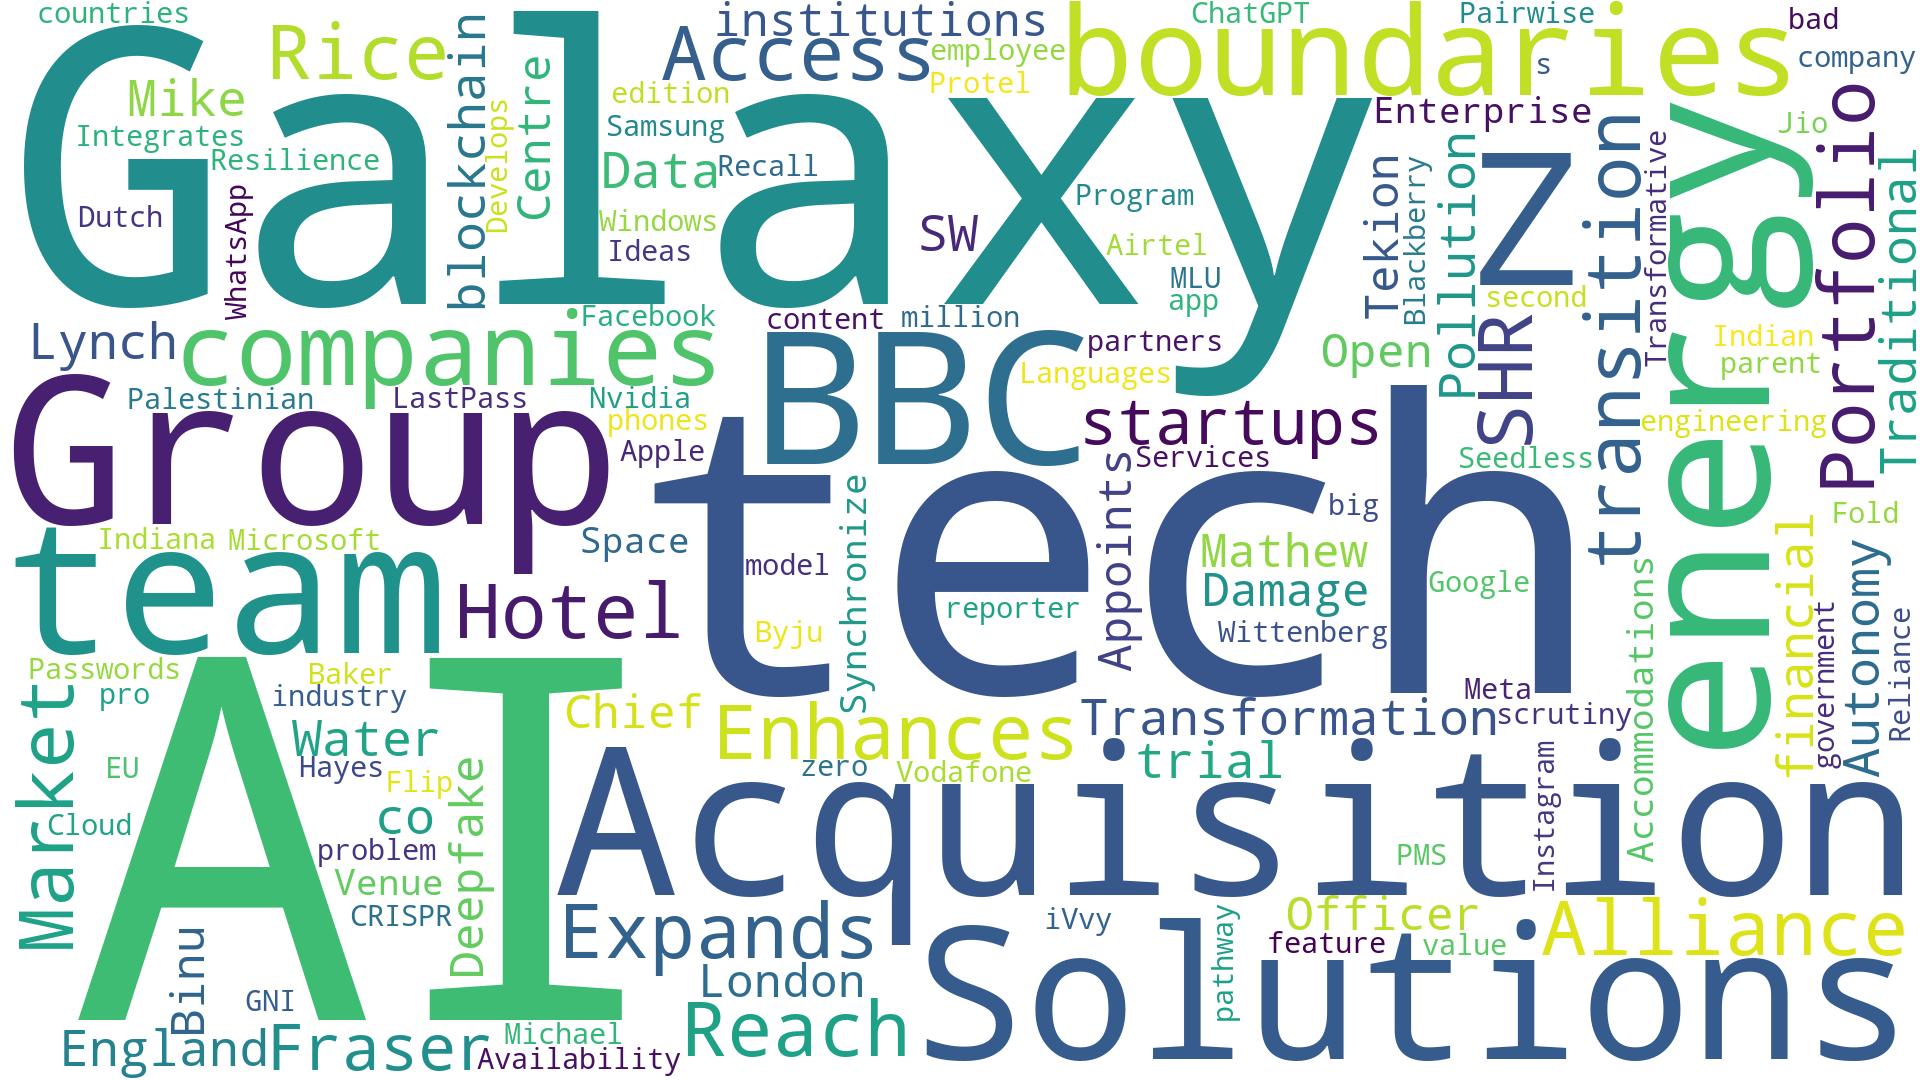 countries
Galaxy
Rice
blockchain
institutions
Access
ChatGPT
Pairwise
bad
boundaries
company
employee
Protel
s
Mike
Integrates
Resilience
Develops
Centre
edition
Samsung
Data
Recall
Enterprise
Jio
Dutch
WhatsApp
Windows
Ideas
SW
Program
Airtel
MLU
app
Tekion
Blackberry
Pollution
Z
second
SHR
transition
Transformative
energy
Portfolio
Traditional
Lynch
companies
Facebook
content
million
BBC
partners
Languages
Open
Indian
parent
Palestinian
LastPass
Nvidia
phones
Apple
Group
startups
Services
engineering
Seedless
tech
Appoints
big
Fold
Indiana
Microsoft
Space
model
Synchronize
Mathew
Damage
Google
Wittenberg
team
Hotel
reporter
Byju
Accommodations
financial
government
Autonomy
Reliance
Passwords
pro
Baker
industry
Market
AI
Water
Chief
Enhances
Transformation
Meta
scrutiny
EU
Hayes
Flip
zero
Vodafone
trial
Cloud
co
Deepfake
Acquisition
Instagram
problem
Venue
PMS
CRISPR
Expands
iVvy
pathway
Officer
feature
value
Alliance
Binu
GNI
London
Solutions
Reach
England
Fraser
Michael
Availability